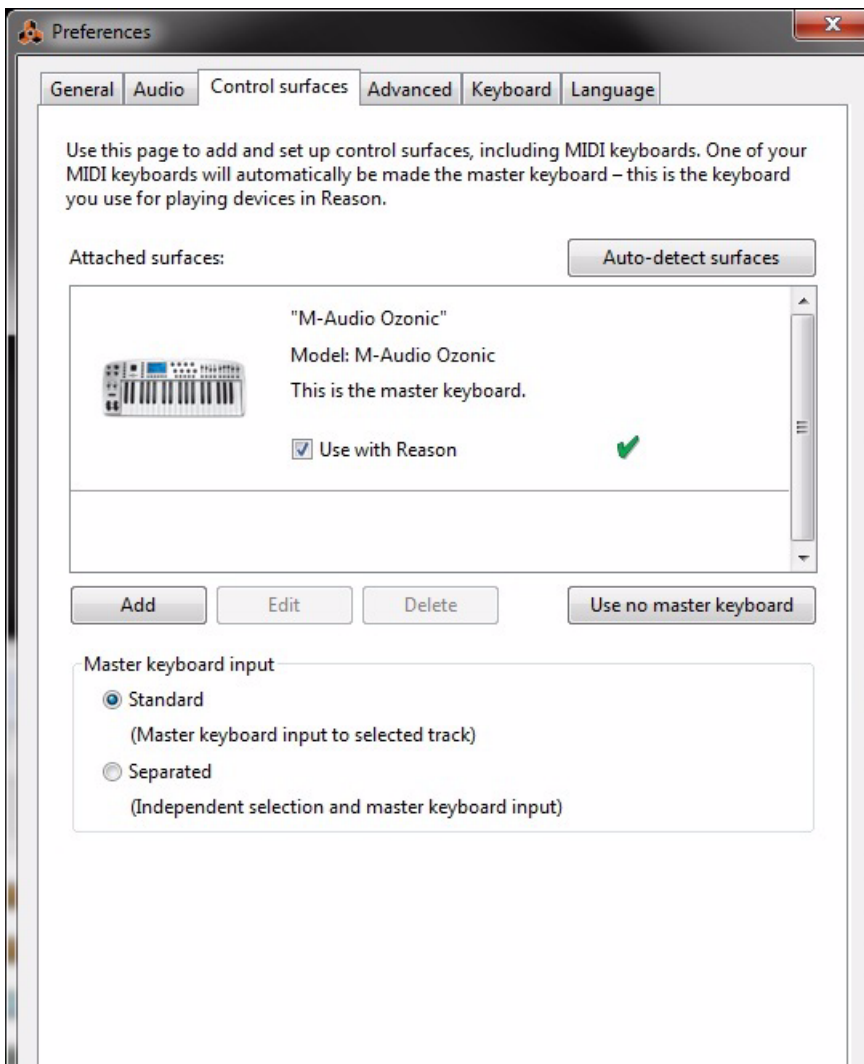 Preferences
General Audio Control surfaces Advanced Keyboard Language
Use this page to add and set up control surfaces, including MIDI keyboards. One of your
MIDI keyboards will automatically be made the master keyboard – this is the keyboard
you use for playing devices in Reason.
Attached surfaces: Auto-detect surfaces
"M-Audio Ozonic"
Model: M-Audio Ozonic
This is the master keyboard.
Use with Reason
Add Edit Delete Use no master keyboard
Master keyboard input
Standard
(Master keyboard input to selected track)
Separated
(Independent selection and master keyboard input)